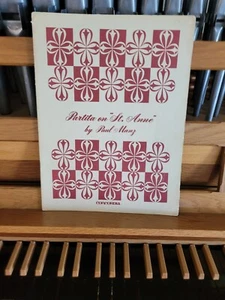 Partita on "St. Anne"
by Paul Manz